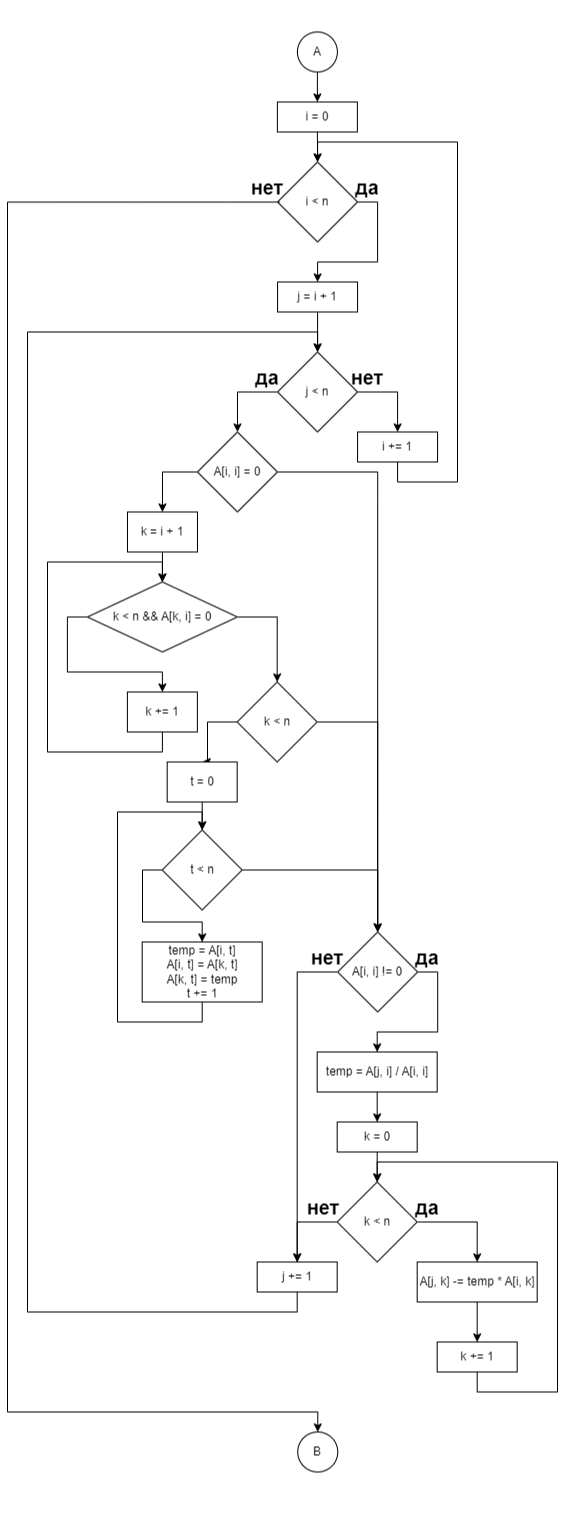 A
i = 0
нет
да
i < n
j = i + 1
да
нет
j < n
i += 1
A[i, i] = 0
k = i + 1
k < n && A[k, i] = 0
k += 1
k < n
t = 0
t < n
temp = A[i, t]
A[i, t] = A[k, t]
A[k, t] = temp
t += 1
нет
да
A[i, i] != 0
temp = A[j, i] / A[i, i]
k = 0
нет
да
k < n
j += 1
A[j, k] -= temp * A[i, k]
k += 1
B